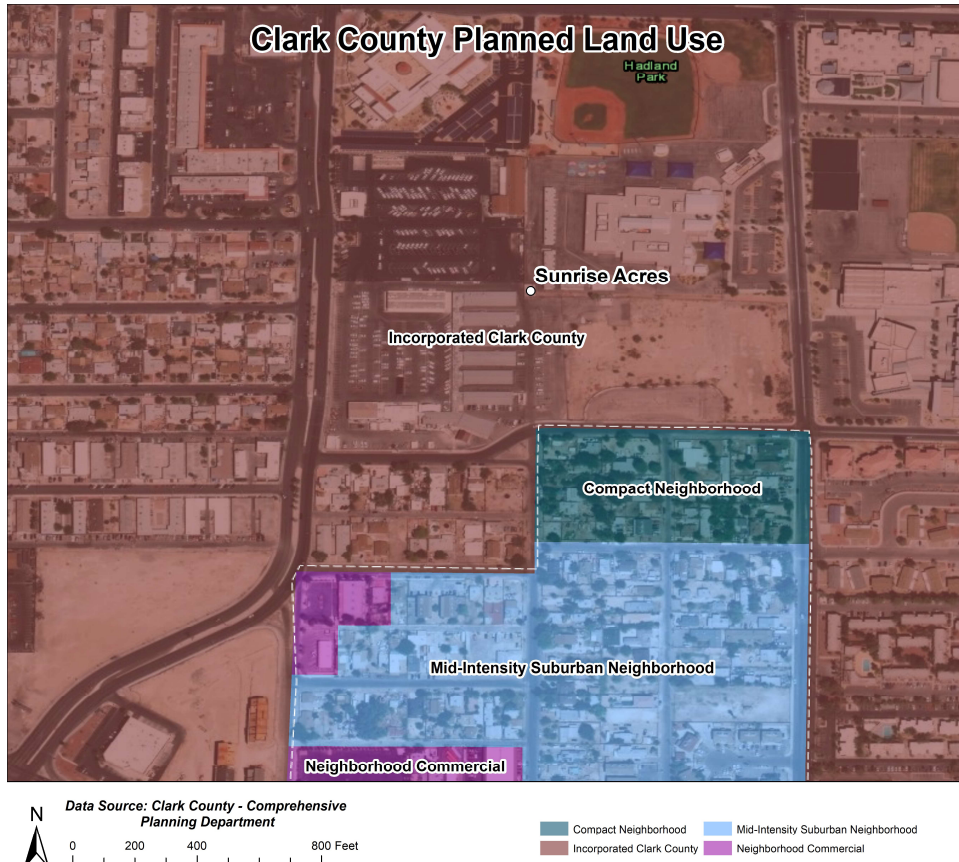 Clark County Planned Land Use
Hadland
Park
Sunrise Acres
Incorporated Clark County
Compact Neighborhood
Mid-Intensity Suburban Neighborhood
Neighborhood Commercial
N
Data Source: Clark County - Comprehensive
Planning Department
0 200 400 800 Feet
Compact Neighborhood
Mid-Intensity Suburban Neighborhood
Incorporated Clark County
Neighborhood Commercial